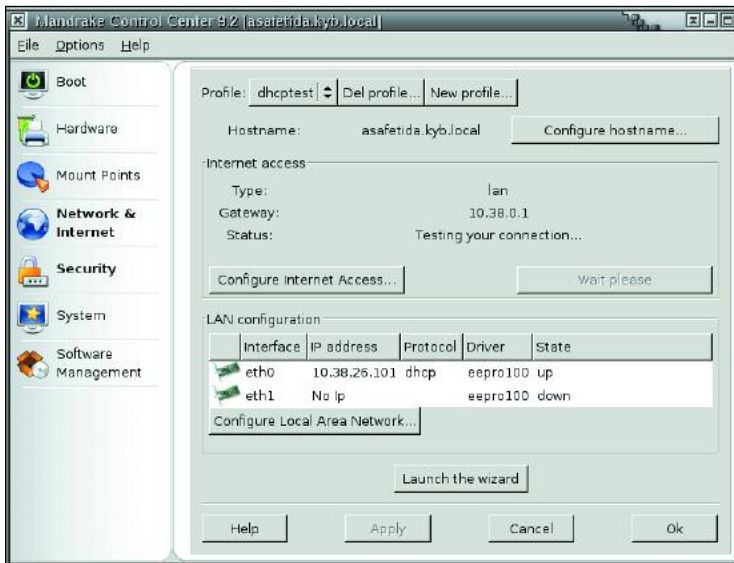 Mandrake Control Center 9.2 [asafetida.kyb.local]
File Options Help
Boot
Hardware
Mount Points
Network &
Internet
Security
System
Software
Management
Profile: dhcptest Del profile... New profile...
Hostname: asafetida.kyb.local Configure hostname...
Internet access
Type: lan
Gateway: 10.38.0.1
Status: Testing your connection...
Configure Internet Access... Wait please
LAN configuration
Interface IP address Protocol Driver State
eth0 10.38.26.101 dhcp eepro100 up
eth1 No Ip eepro100 down
Configure Local Area Network...
Launch the wizard
Help Apply Cancel Ok